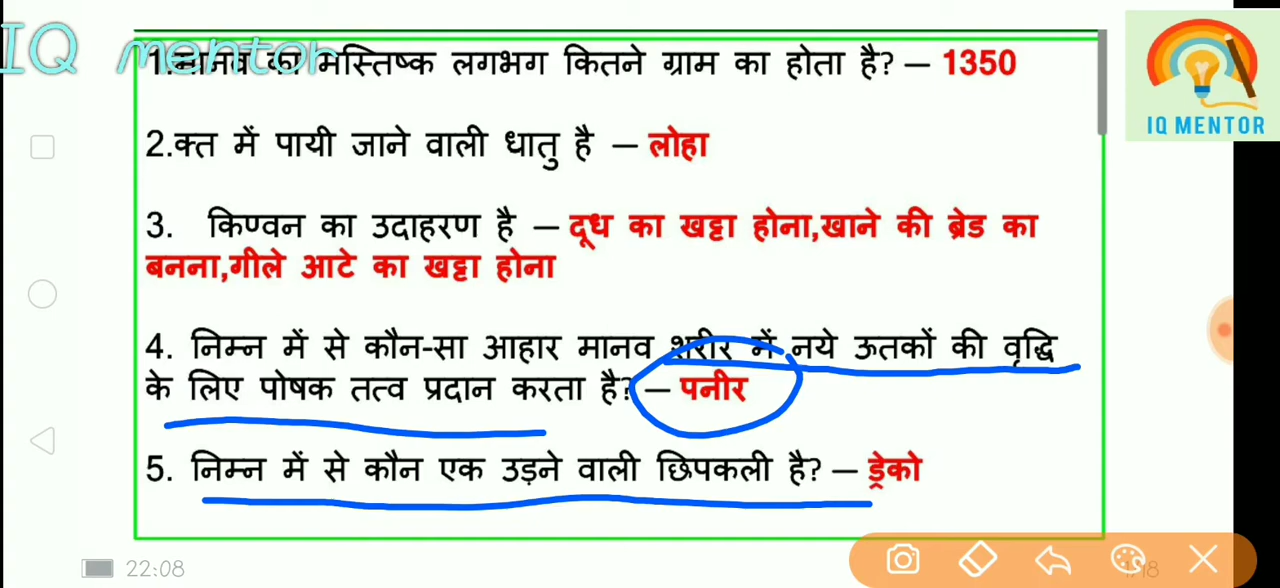 IQ mentor
1.मानव का मस्तिष्क लगभग कितने ग्राम का होता है? – 1350
IQ MENTOR
2.क्त में पायी जाने वाली धातु है – लोहा
3. किण्वन का उदाहरण है – दूध का खट्टा होना,खाने की ब्रेड का
बनना,गीले आटे का खट्टा होना
4. निम्न में से कौन-सा आहार मानव शरीर में नये ऊतकों की वृद्धि
के लिए पोषक तत्व प्रदान करता है? – पनीर
5. निम्न में से कौन एक उड़ने वाली छिपकली है? – ड्रेको
22:08